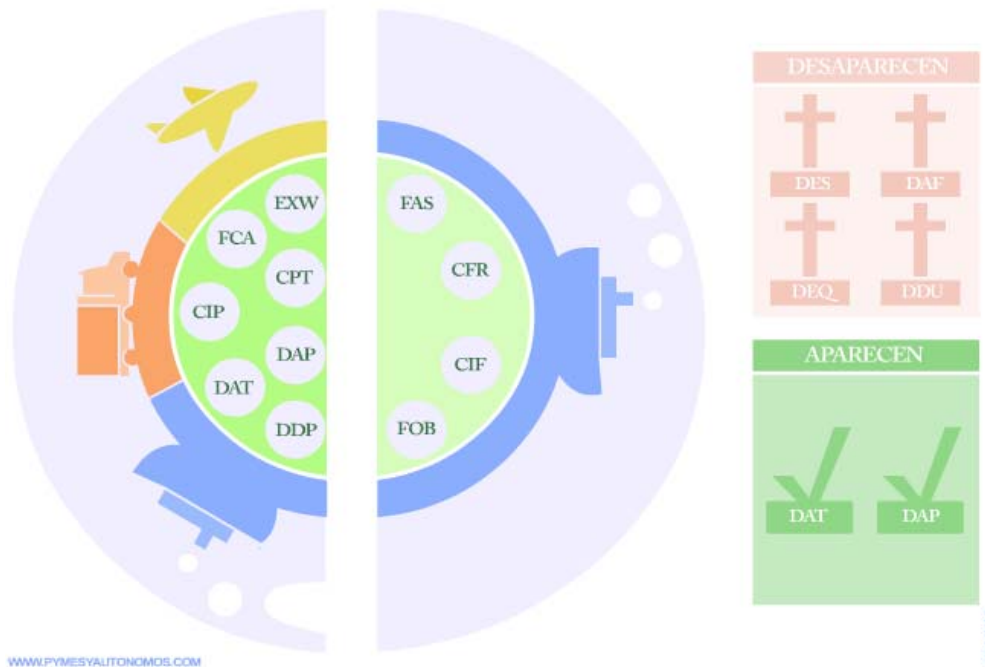 EXW
FCA
CPT
CIP
DAP
DAT
DDP
FAS
CFR
CIF
FOB
DESAPARECEN
DES
DAF
DEQ
DDU
APARECEN
DAT
DAP
WWW.PYMESYAUTONOMOS.COM